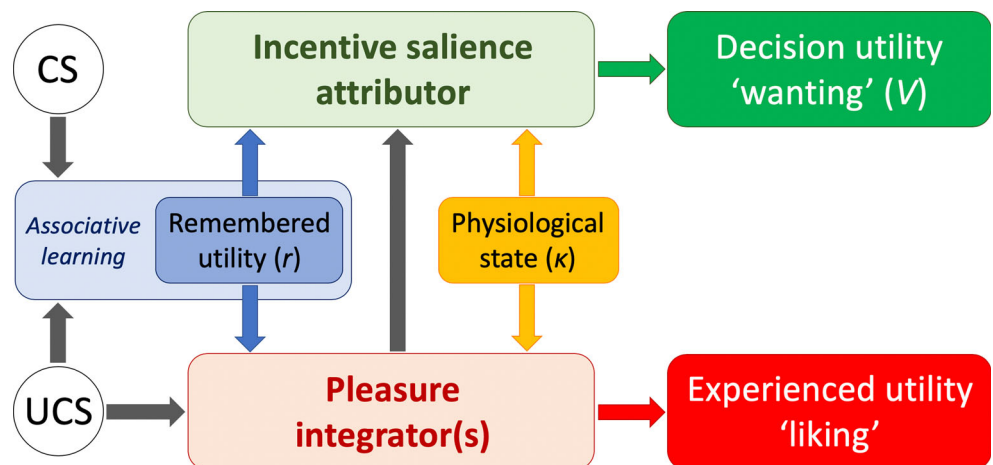 CS
Incentive salience
attributor
Decision utility
‘wanting’ (V)
Associative
learning
Remembered
utility (r)
Physiological
state (κ)
UCS
Pleasure
integrator(s)
Experienced utility
‘liking’